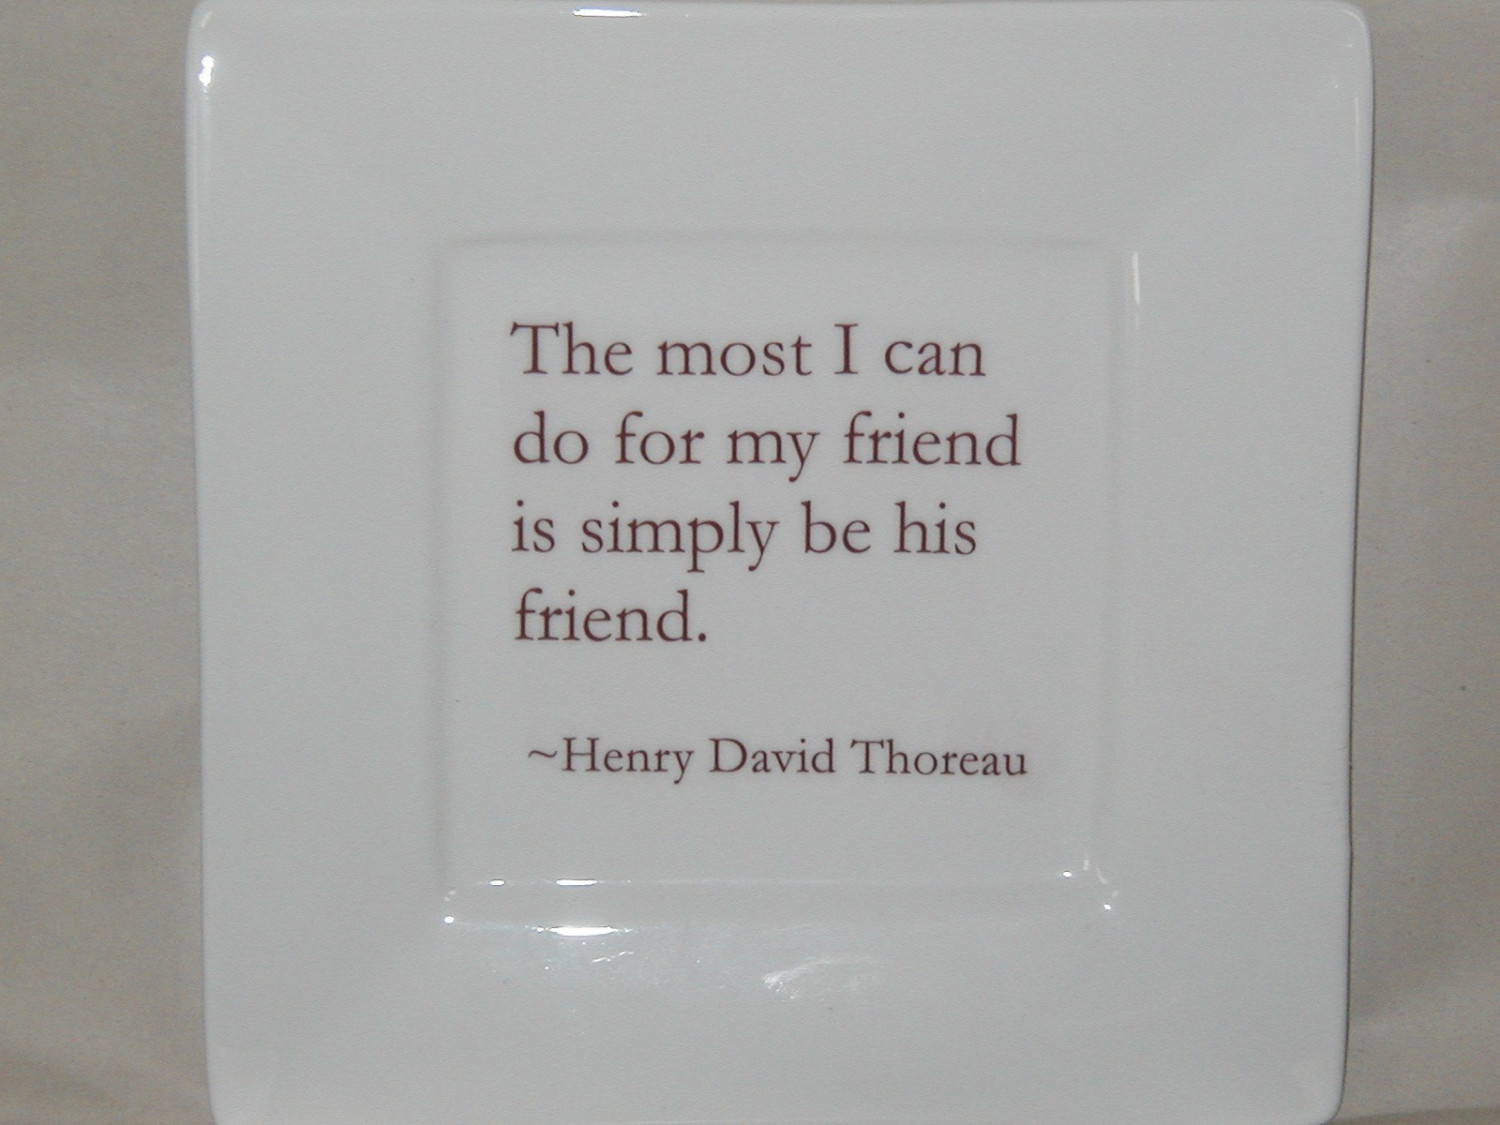 The most I can
do for my friend
is simply be his
friend.
~Henry David Thoreau